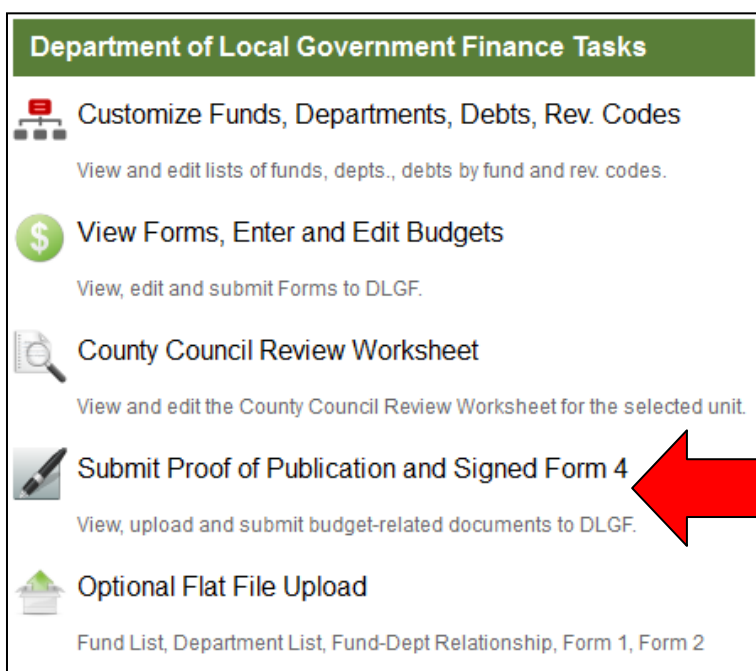 Department of Local Government Finance Tasks
Customize Funds, Departments, Debts, Rev. Codes
View and edit lists of funds, depts., debts by fund and rev. codes.
$
View Forms, Enter and Edit Budgets
View, edit and submit Forms to DLGF.
County Council Review Worksheet
View and edit the County Council Review Worksheet for the selected unit.
Submit Proof of Publication and Signed Form 4
View, upload and submit budget-related documents to DLGF.
Optional Flat File Upload
Fund List, Department List, Fund-Dept Relationship, Form 1, Form 2